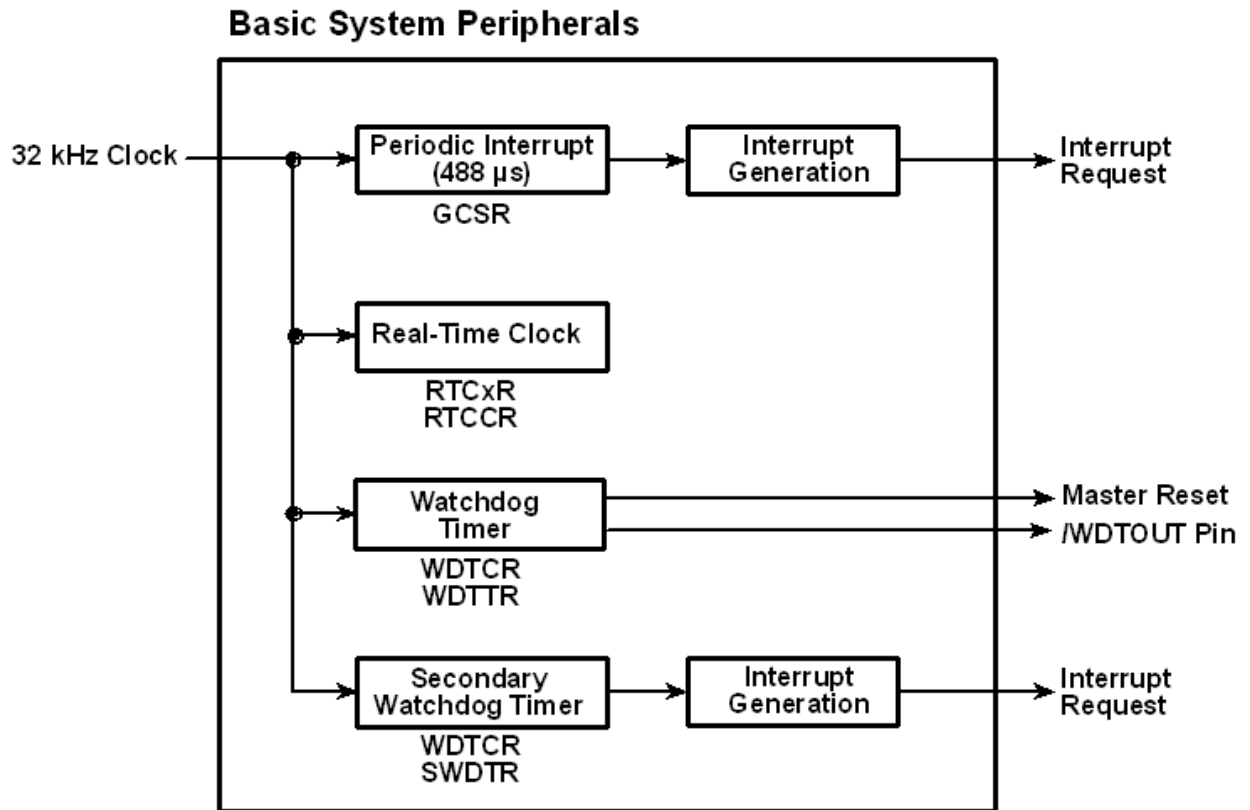 Basic System Peripherals
32 kHz Clock
Periodic Interrupt
(488 µs)
GCSR
Interrupt
Generation
Interrupt
Request
Real-Time Clock
RTCxR
RTCCR
Watchdog
Timer
WDTCR
WDTTR
Master Reset
/WDTOUT Pin
Secondary
Watchdog Timer
WDTCR
SWDTR
Interrupt
Generation
Interrupt
Request